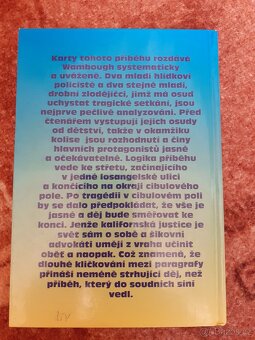 Karty tohoto příběhu rozdává
Wambough systematicky
a uvážené. Dva mladí hlídkoví
policisté a dva stejně mladí,
drobní zlodějíčci, jimž má osud
uchystat tragické setkání, jsou
nejprve pečlivě analyzováni. Před
čtenářem vystupují jejich osudy
od dětství, takže v okamžiku
kolise jsou rozhodnutí a činy
hlavních protagonistů jasné
a očekávatelné. Logika příběhu
vede ke střetu, začínajícího
v jedné losangelské ulici
a končícího na okraji cibulového
pole. Po tragédii v cibulovém poli
by se dalo předpokládat, že vše je
jasné a děj bude směřovat ke
konci. Jenže kalifornská justice je
svět sám o sobě a šikovní
advokáti umějí z vraha učinit
oběť a naopak. Což znamená, že
dlouhé kličkování mezi paragrafy
přináší neméně strhující děj, než
příběh, který do soudních síní
vedl.